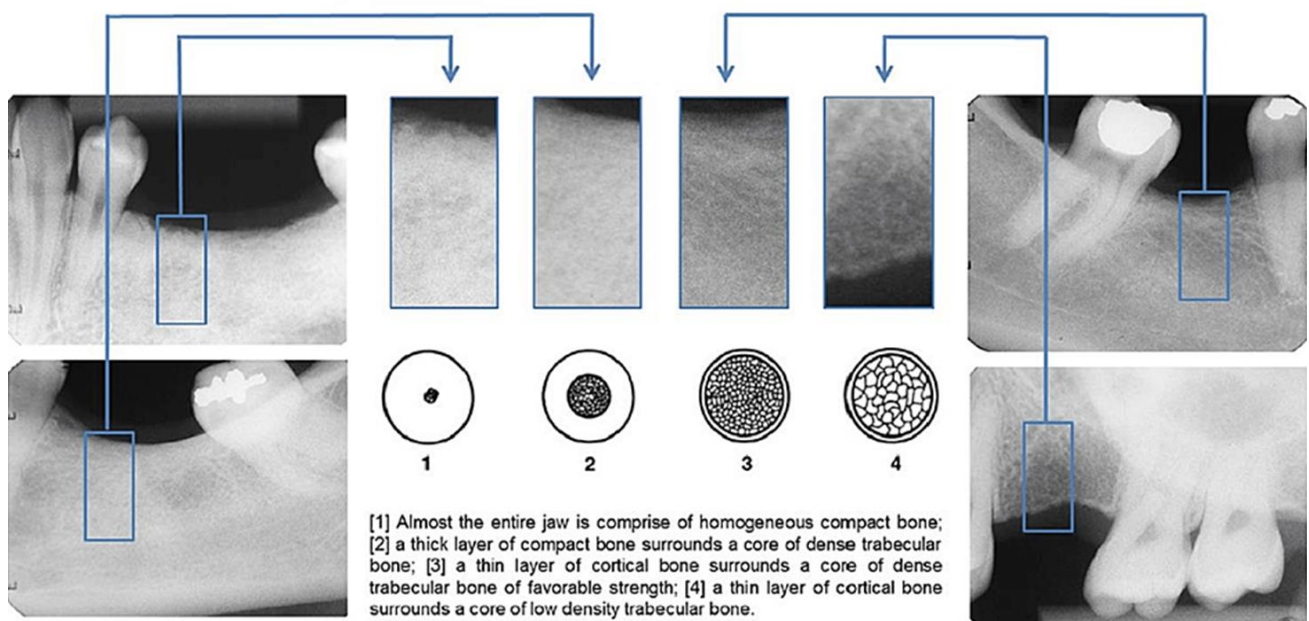 1
2
3
4
[1] Almost the entire jaw is comprise of homogeneous compact bone;
[2] a thick layer of compact bone surrounds a core of dense trabecular
bone; [3] a thin layer of cortical bone surrounds a core of dense
trabecular bone of favorable strength; [4] a thin layer of cortical bone
surrounds a core of low density trabecular bone.